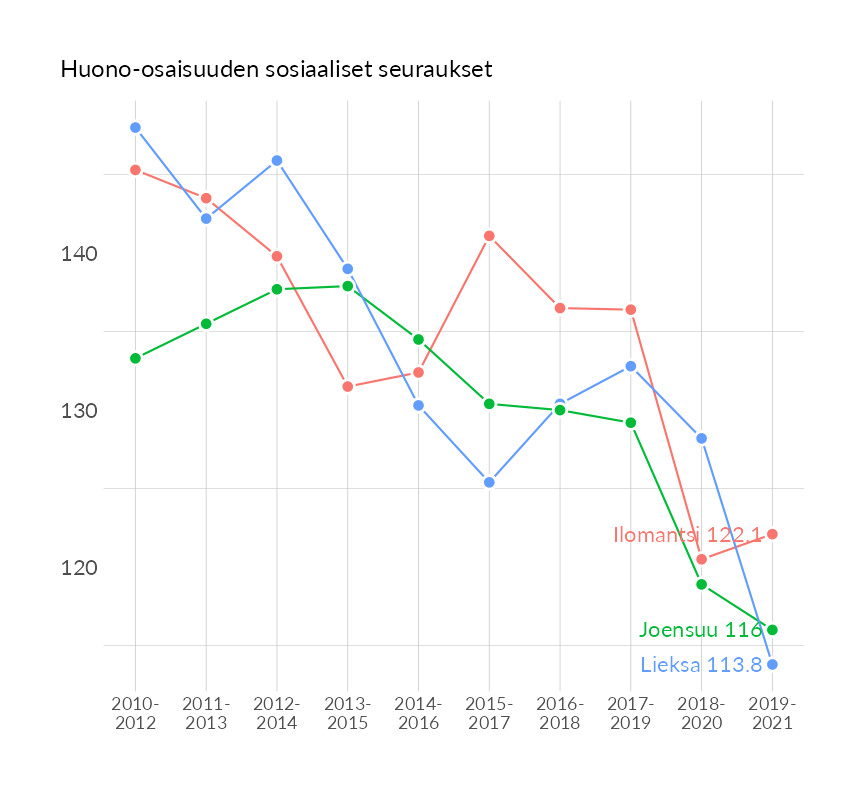 Huono-osaisuuden sosiaaliset seuraukset
140
130
120
Ilomantsi 122.1
Joensuu 116
Lieksa 113.8
2010- 2011- 2012- 2013- 2014- 2015- 2016- 2017- 2018- 2019-
2012 2013 2014 2015 2016 2017 2018 2019 2020 2021